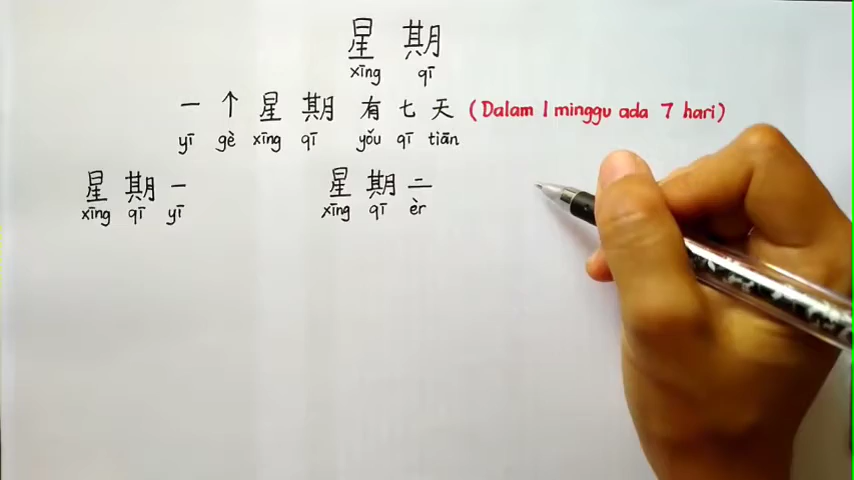 星 期
xīng qī
一 个 星 期 有 七 天 (Dalam 1 minggu ada 7 hari)
yī gè xīng qī yǒu qī tiān
星 期 一 星 期 二
xīng qī yī xīng qī èr